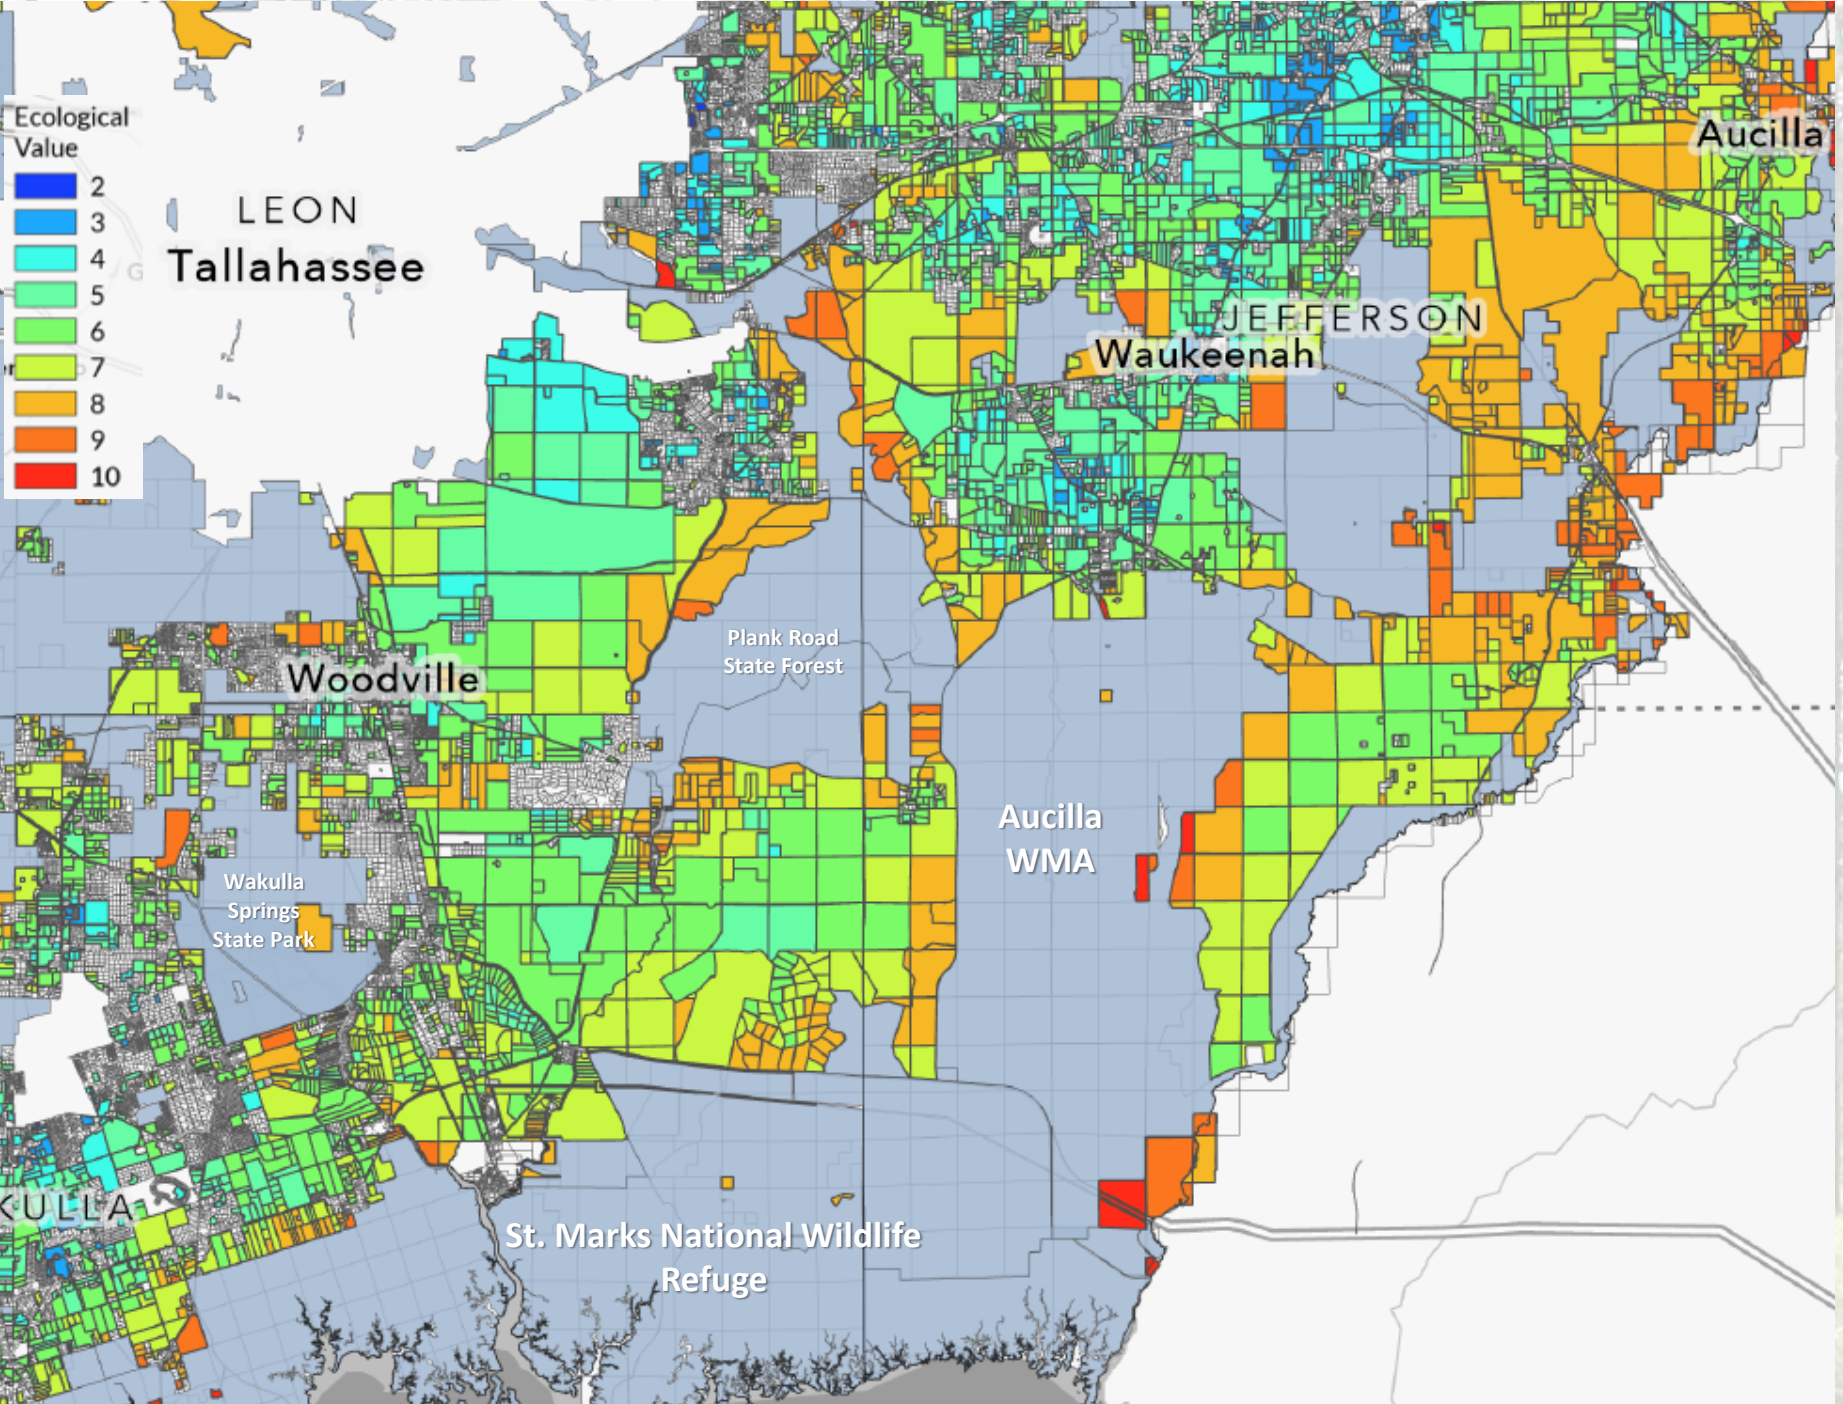 Ecological
Value
2
3
4
5
6
7
8
9
10
LEON
Tallahassee
Aucilla
JEFFERSON
Waukeenah
Plank Road
State Forest
Woodville
Aucilla
WMA
Wakulla
Springs
State Park
KULLA
St. Marks National Wildlife
Refuge